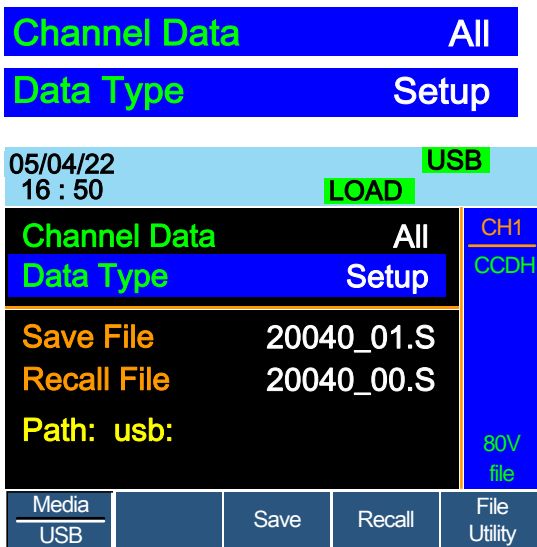 Channel Data All
Data Type Setup
05/04/22 USB
16 : 50 LOAD
Channel Data All CH1
Data Type Setup CCDH
Save File 20040_01.S
Recall File 20040_00.S
Path: usb: 80V
file
Media Save Recall File
USB Utility